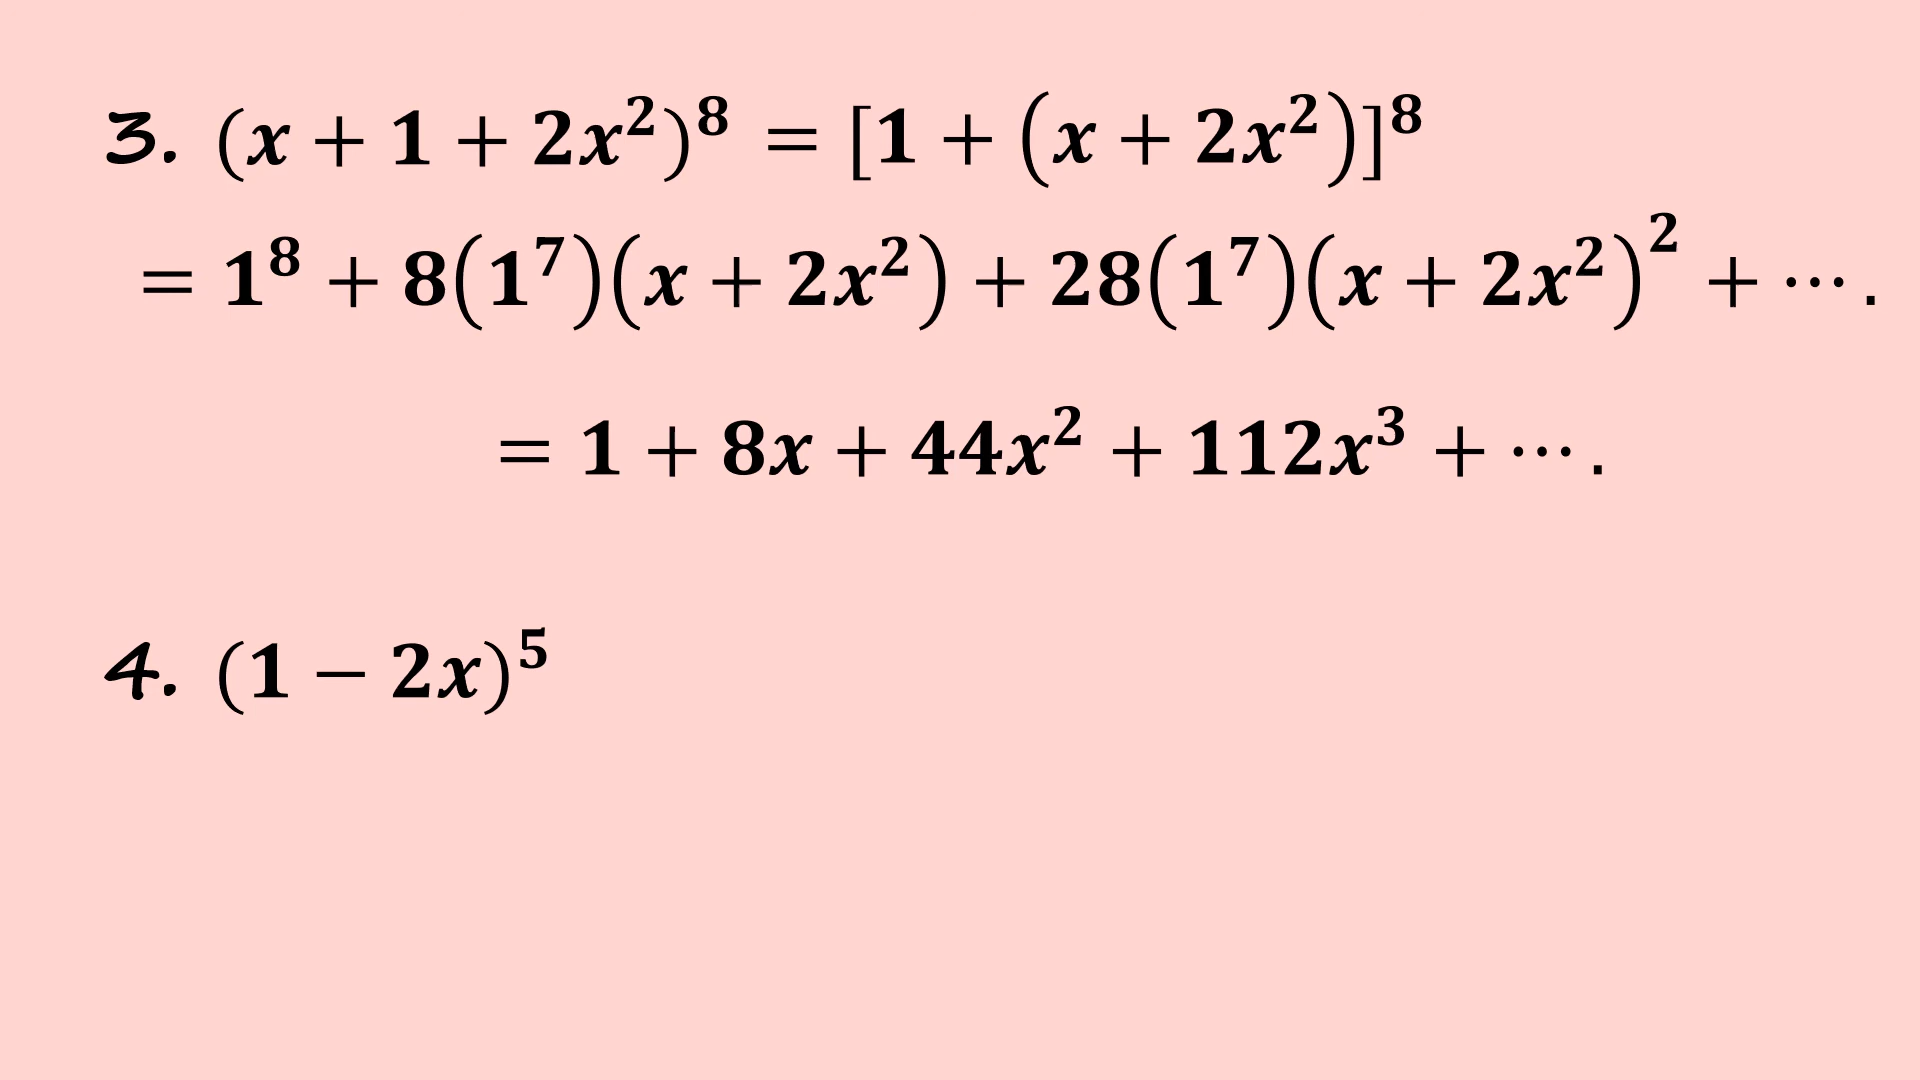 3. (x + 1 + 2x²)⁸ = [1 + (x + 2x²)]⁸
= 1⁸ + 8(1⁷)(x + 2x²) + 28(1⁷)(x + 2x²)² + ⋯ .
= 1 + 8x + 44x² + 112x³ + ⋯ .
4. (1 − 2x)⁵